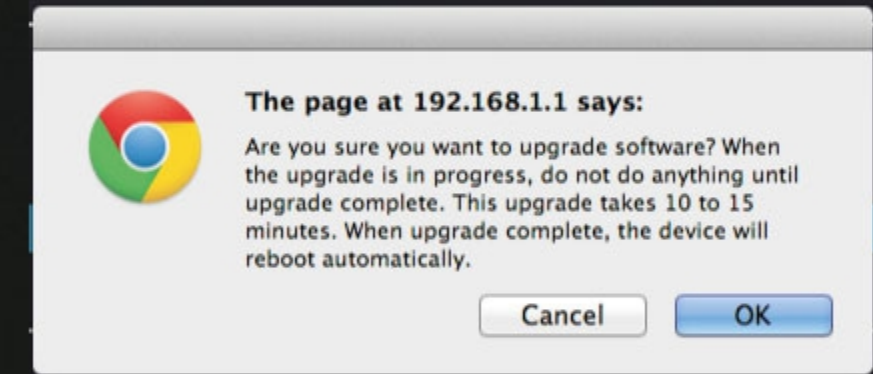 The page at 192.168.1.1 says:
Are you sure you want to upgrade software? When
the upgrade is in progress, do not do anything until
upgrade complete. This upgrade takes 10 to 15
minutes. When upgrade complete, the device will
reboot automatically.
Cancel OK